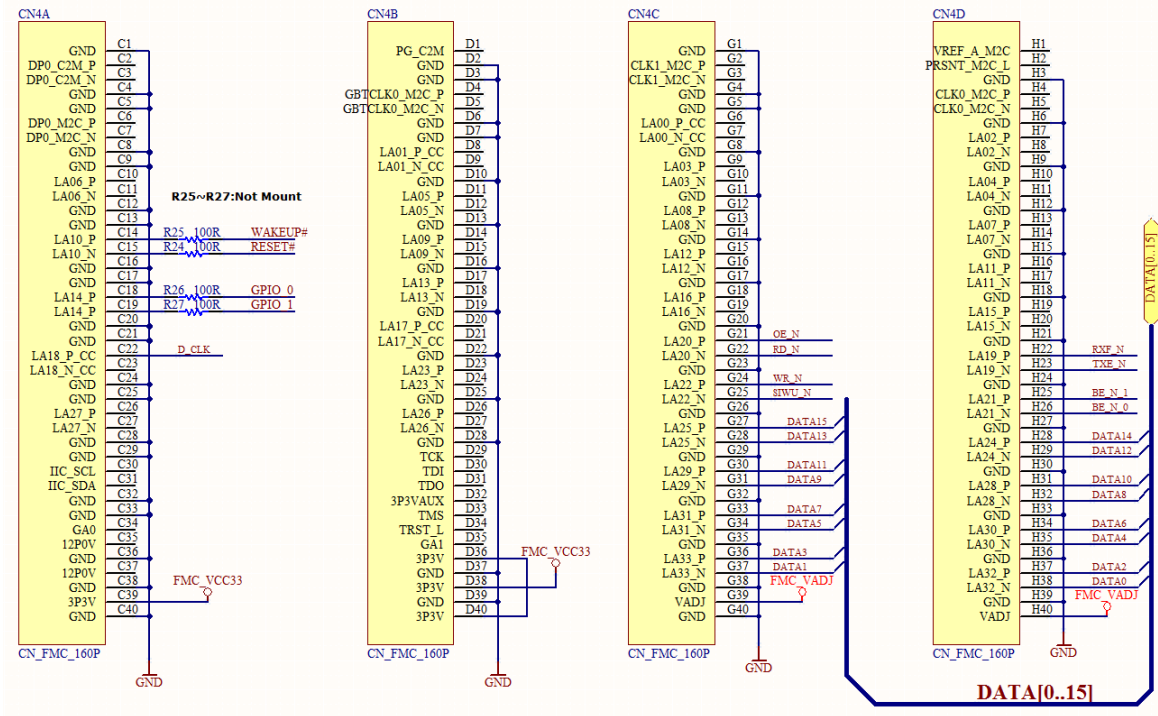 CN4A
GND C1
DP0_C2M_P C2
DP0_C2M_N C3
GND C4
GND C5
DP0_M2C_P C6
DP0_M2C_N C7
GND C8
GND C9
LA06_P C10
LA06_N C11
GND C12
GND C13
LA10_P C14
LA10_N C15
GND C16
GND C17
LA14_P C18
LA14_N C19
GND C20
GND C21
LA18_P_CC C22
LA18_N_CC C23
GND C24
GND C25
LA27_P C26
LA27_N C27
GND C28
GND C29
IIC_SCL C30
IIC_SDA C31
GND C32
GND C33
GA0 C34
12P0V C35
GND C36
12P0V C37
GND C38
3P3V C39
GND C40
CN_FMC_160P
R25~R27:Not Mount
R25 100R WAKEUP#
R24 100R RESET#
R26 100R GPIO_0
R27 100R GPIO_1
D_CLK
FMC_VCC33
GND
CN4B
PG_C2M D1
GND D2
GND D3
GBTCLK0_M2C_P D4
GBTCLK0_M2C_N D5
GND D6
GND D7
LA01_P_CC D8
LA01_N_CC D9
GND D10
LA05_P D11
LA05_N D12
GND D13
LA09_P D14
LA09_N D15
GND D16
LA13_P D17
LA13_N D18
GND D19
LA17_P_CC D20
LA17_N_CC D21
GND D22
LA23_P D23
LA23_N D24
GND D25
LA26_P D26
LA26_N D27
GND D28
TCK D29
TDI D30
TDO D31
3P3VAUX D32
TMS D33
TRST_L D34
GA1 D35
3P3V D36
GND D37
3P3V D38
GND D39
3P3V D40
CN_FMC_160P
FMC_VCC33
GND
CN4C
GND G1
CLK1_M2C_P G2
CLK1_M2C_N G3
GND G4
GND G5
LA00_P_CC G6
LA00_N_CC G7
GND G8
LA03_P G9
LA03_N G10
GND G11
LA08_P G12
LA08_N G13
GND G14
LA12_P G15
LA12_N G16
GND G17
LA16_P G18
LA16_N G19
GND G20
LA20_P G21 OE_N
LA20_N G22 RD_N
GND G23
LA22_P G24 WR_N
LA22_N G25 SIWU_N
GND G26
LA25_P G27 DATA15
LA25_N G28 DATA13
GND G29
LA29_P G30 DATA11
LA29_N G31 DATA9
GND G32
LA31_P G33 DATA7
LA31_N G34 DATA5
GND G35
LA33_P G36 DATA3
LA33_N G37 DATA1
GND G38
VADJ G39
GND G40
FMC_VADJ
CN_FMC_160P
GND
CN4D
VREF_A_M2C H1
PRSNT_M2C_L H2
GND H3
CLK0_M2C_P H4
CLK0_M2C_N H5
GND H6
LA02_P H7
LA02_N H8
GND H9
LA04_P H10
LA04_N H11
GND H12
LA07_P H13
LA07_N H14
GND H15
LA11_P H16
LA11_N H17
GND H18
LA15_P H19
LA15_N H20
GND H21
LA19_P H22 RXF_N
LA19_N H23 TXE_N
GND H24
LA21_P H25 BE_N_1
LA21_N H26 BE_N_0
GND H27
LA24_P H28 DATA14
LA24_N H29 DATA12
GND H30
LA28_P H31 DATA10
LA28_N H32 DATA8
GND H33
LA30_P H34 DATA6
LA30_N H35 DATA4
GND H36
LA32_P H37 DATA2
LA32_N H38 DATA0
GND H39
VADJ H40
FMC_VADJ
CN_FMC_160P
GND
DATA[0..15]
DATA[0..15]